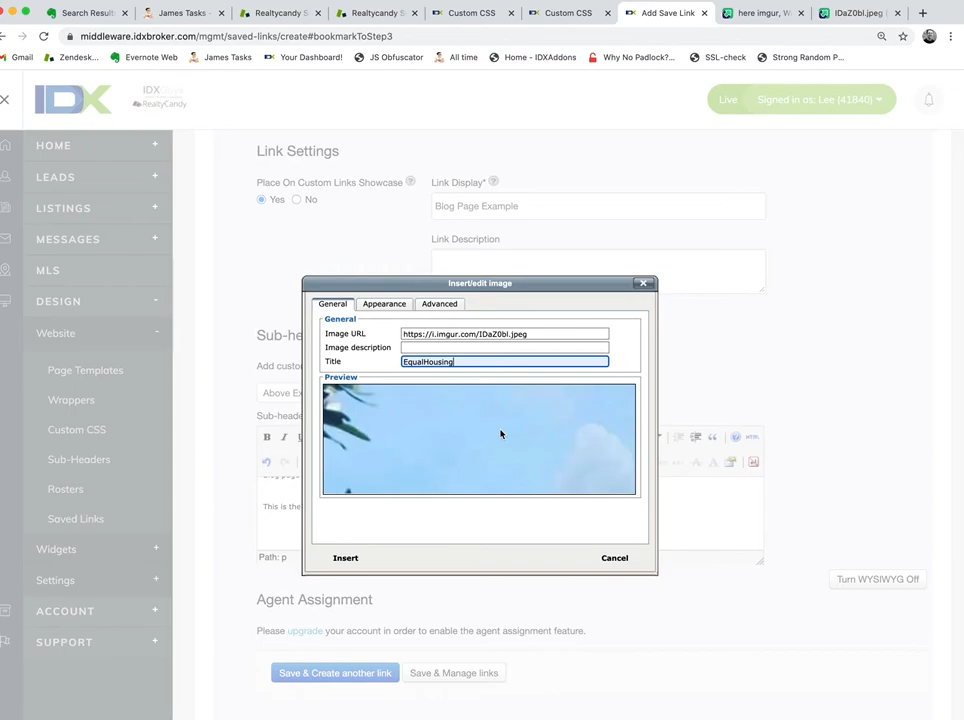 Search Results
James Tasks -
Realtycandy S
Realtycandy S
Custom CSS
Custom CSS
Add Save Link
here imgur, W
IDaZ0bl.jpeg (
middleware.idxbroker.com/mgmt/saved-links/create#bookmarkToStep3
Gmail
Zendesk...
Evernote Web
James Tasks
Your Dashboard!
JS Obfuscator
All time
Home - IDXAddons
Why No Padlock?...
SSL-check
Strong Random P...
IDX
RealtyCandy
Live
Signed in as: Lee (41840)
HOME +
LEADS +
LISTINGS +
MESSAGES +
MLS
DESIGN -
Website -
Page Templates
Wrappers
Custom CSS
Sub-Headers
Rosters
Saved Links
Widgets +
Settings +
ACCOUNT +
SUPPORT +
Link Settings
Place On Custom Links Showcase ?
Yes No
Link Display* ?
Blog Page Example
Link Description
Sub-he
Add custo
Above Ex
Sub-heade
B I U
HTML
This is the
Path: p
Turn WYSIWYG Off
Insert/edit image
General
Appearance
Advanced
General
Image URL
https://i.imgur.com/IDaZ0bl.jpeg
Image description
Title
EqualHousing
Preview
Insert
Cancel
Agent Assignment
Please upgrade your account in order to enable the agent assignment feature.
Save & Create another link
Save & Manage links